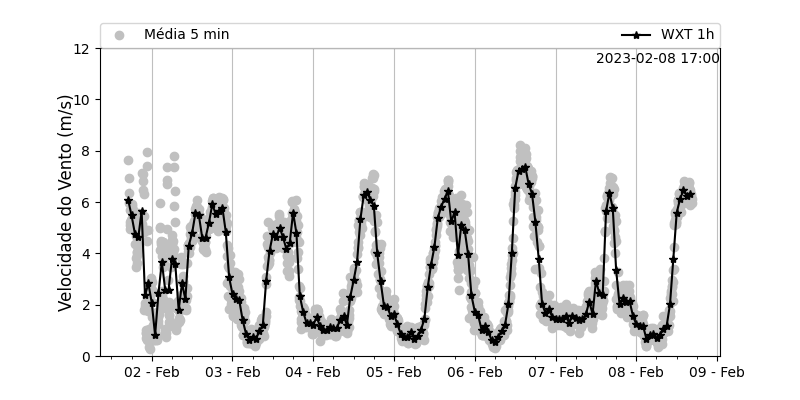 Média 5 min WXT 1h
2023-02-08 17:00
Velocidade do Vento (m/s)
12
10
8
6
4
2
0
02 - Feb 03 - Feb 04 - Feb 05 - Feb 06 - Feb 07 - Feb 08 - Feb 09 - Feb